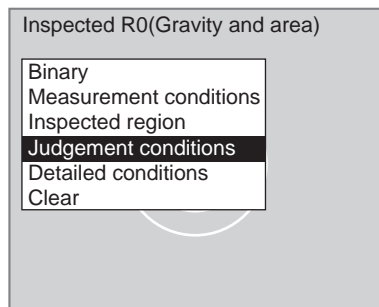 Inspected R0(Gravity and area)
Binary
Measurement conditions
Inspected region
Judgement conditions
Detailed conditions
Clear